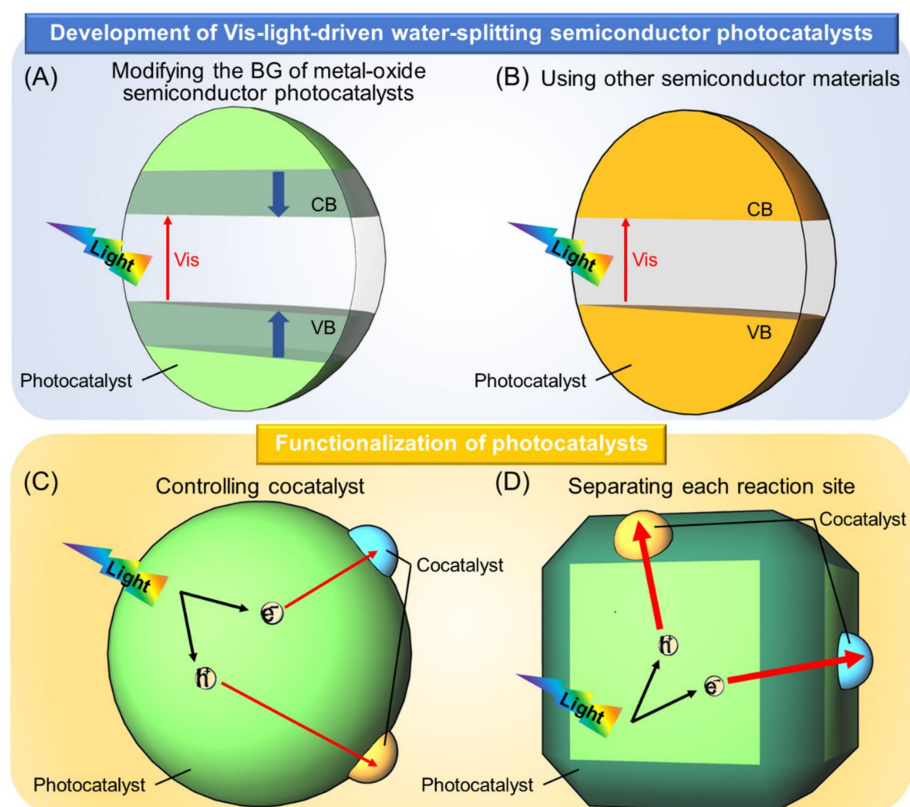 Development of Vis-light-driven water-splitting semiconductor photocatalysts
(A)
Modifying the BG of metal-oxide
semiconductor photocatalysts
CB
Light
Vis
VB
Photocatalyst
(B)
Using other semiconductor materials
CB
Light
Vis
VB
Photocatalyst
Functionalization of photocatalysts
(C)
Controlling cocatalyst
Light
Cocatalyst
e⁻
h⁺
Photocatalyst
(D)
Separating each reaction site
Cocatalyst
h⁺
e⁻
Light
Photocatalyst